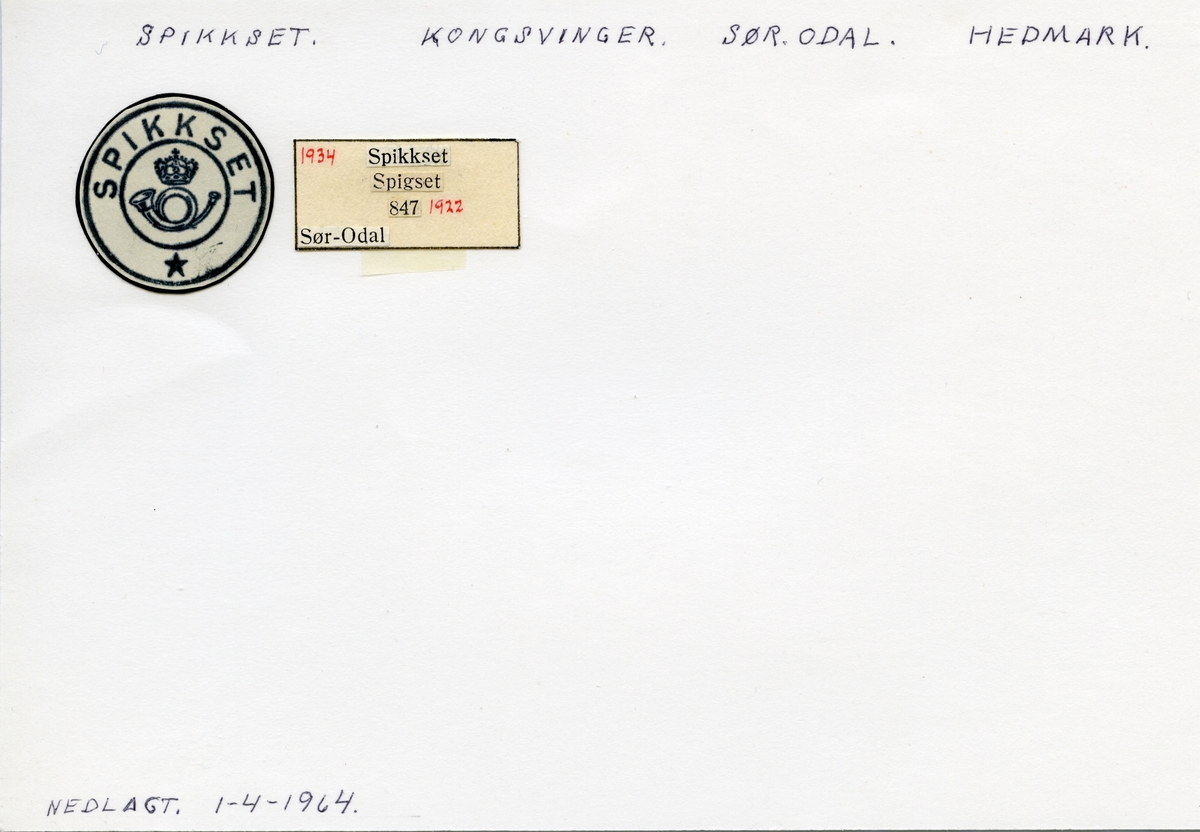 SPIKKSET. KONGSVINGER. SØR. ODAL. HEDMARK.
SPIKKSET
1934 Spikkset
Spigset
847 1922
Sør-Odal
NEDLAGT. 1-4-1964.